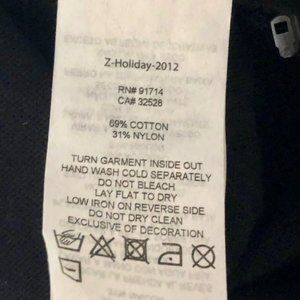 Z-Holiday-2012
RN# 91714
CA# 32528
69% COTTON
31% NYLON
TURN GARMENT INSIDE OUT
HAND WASH COLD SEPARATELY
DO NOT BLEACH
LAY FLAT TO DRY
LOW IRON ON REVERSE SIDE
DO NOT DRY CLEAN
EXCLUSIVE OF DECORATION